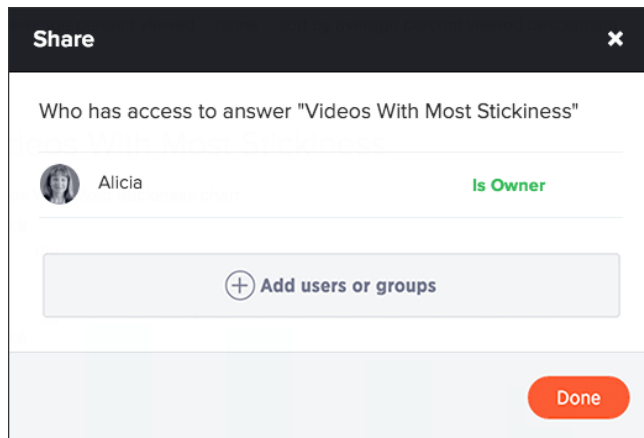 Share
Who has access to answer "Videos With Most Stickiness"
Alicia
Is Owner
Add users or groups
Done